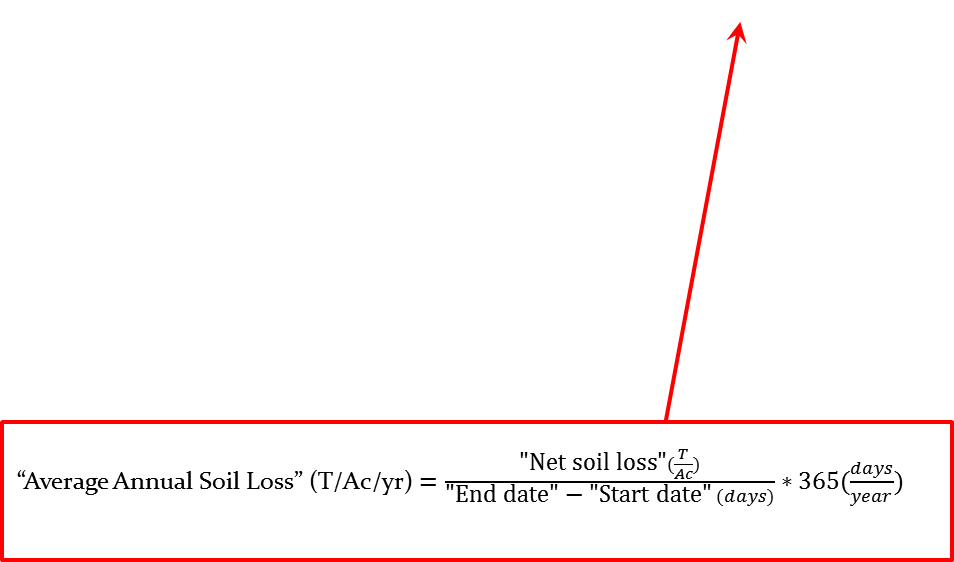 “Average Annual Soil Loss” (T/Ac/yr) = "Net soil loss"(T/Ac) / "End date" − "Start date" (days) ∗ 365(days/year)